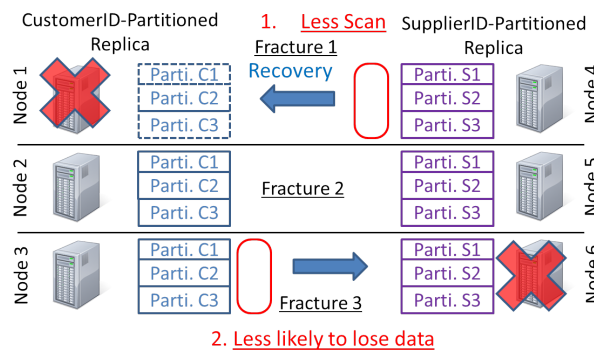 CustomerID-Partitioned
Replica
1. Less Scan
SupplierID-Partitioned
Replica
Fracture 1
Recovery
Node 1
Parti. C1
Parti. C2
Parti. C3
Parti. S1
Parti. S2
Parti. S3
Node 4
Node 2
Parti. C1
Parti. C2
Parti. C3
Fracture 2
Parti. S1
Parti. S2
Parti. S3
Node 5
Node 3
Parti. C1
Parti. C2
Parti. C3
Fracture 3
Parti. S1
Parti. S2
Parti. S3
Node 6
2. Less likely to lose data